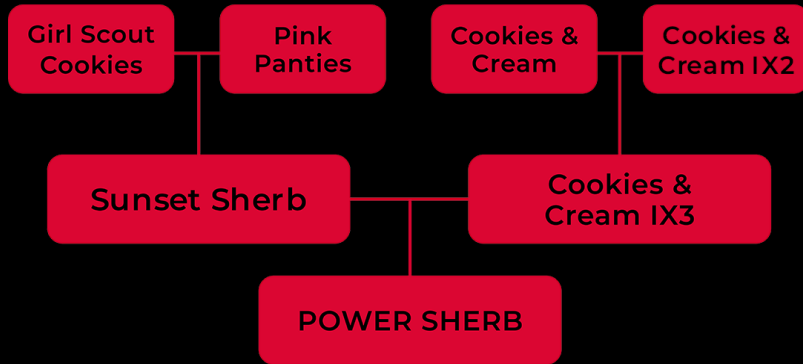 Girl Scout
Cookies
Pink
Panties
Cookies &
Cream
Cookies &
Cream IX2
Sunset Sherb
Cookies &
Cream IX3
POWER SHERB